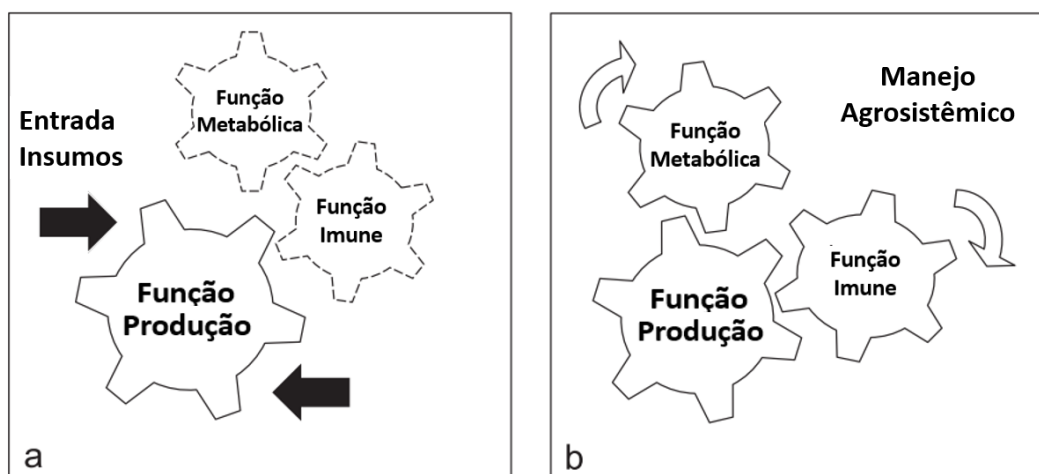 Função
Metabólica
Entrada
Insumos
Função
Imune
Função
Produção
a
Manejo
Agrosistêmico
Função
Metabólica
Função
Imune
Função
Produção
b